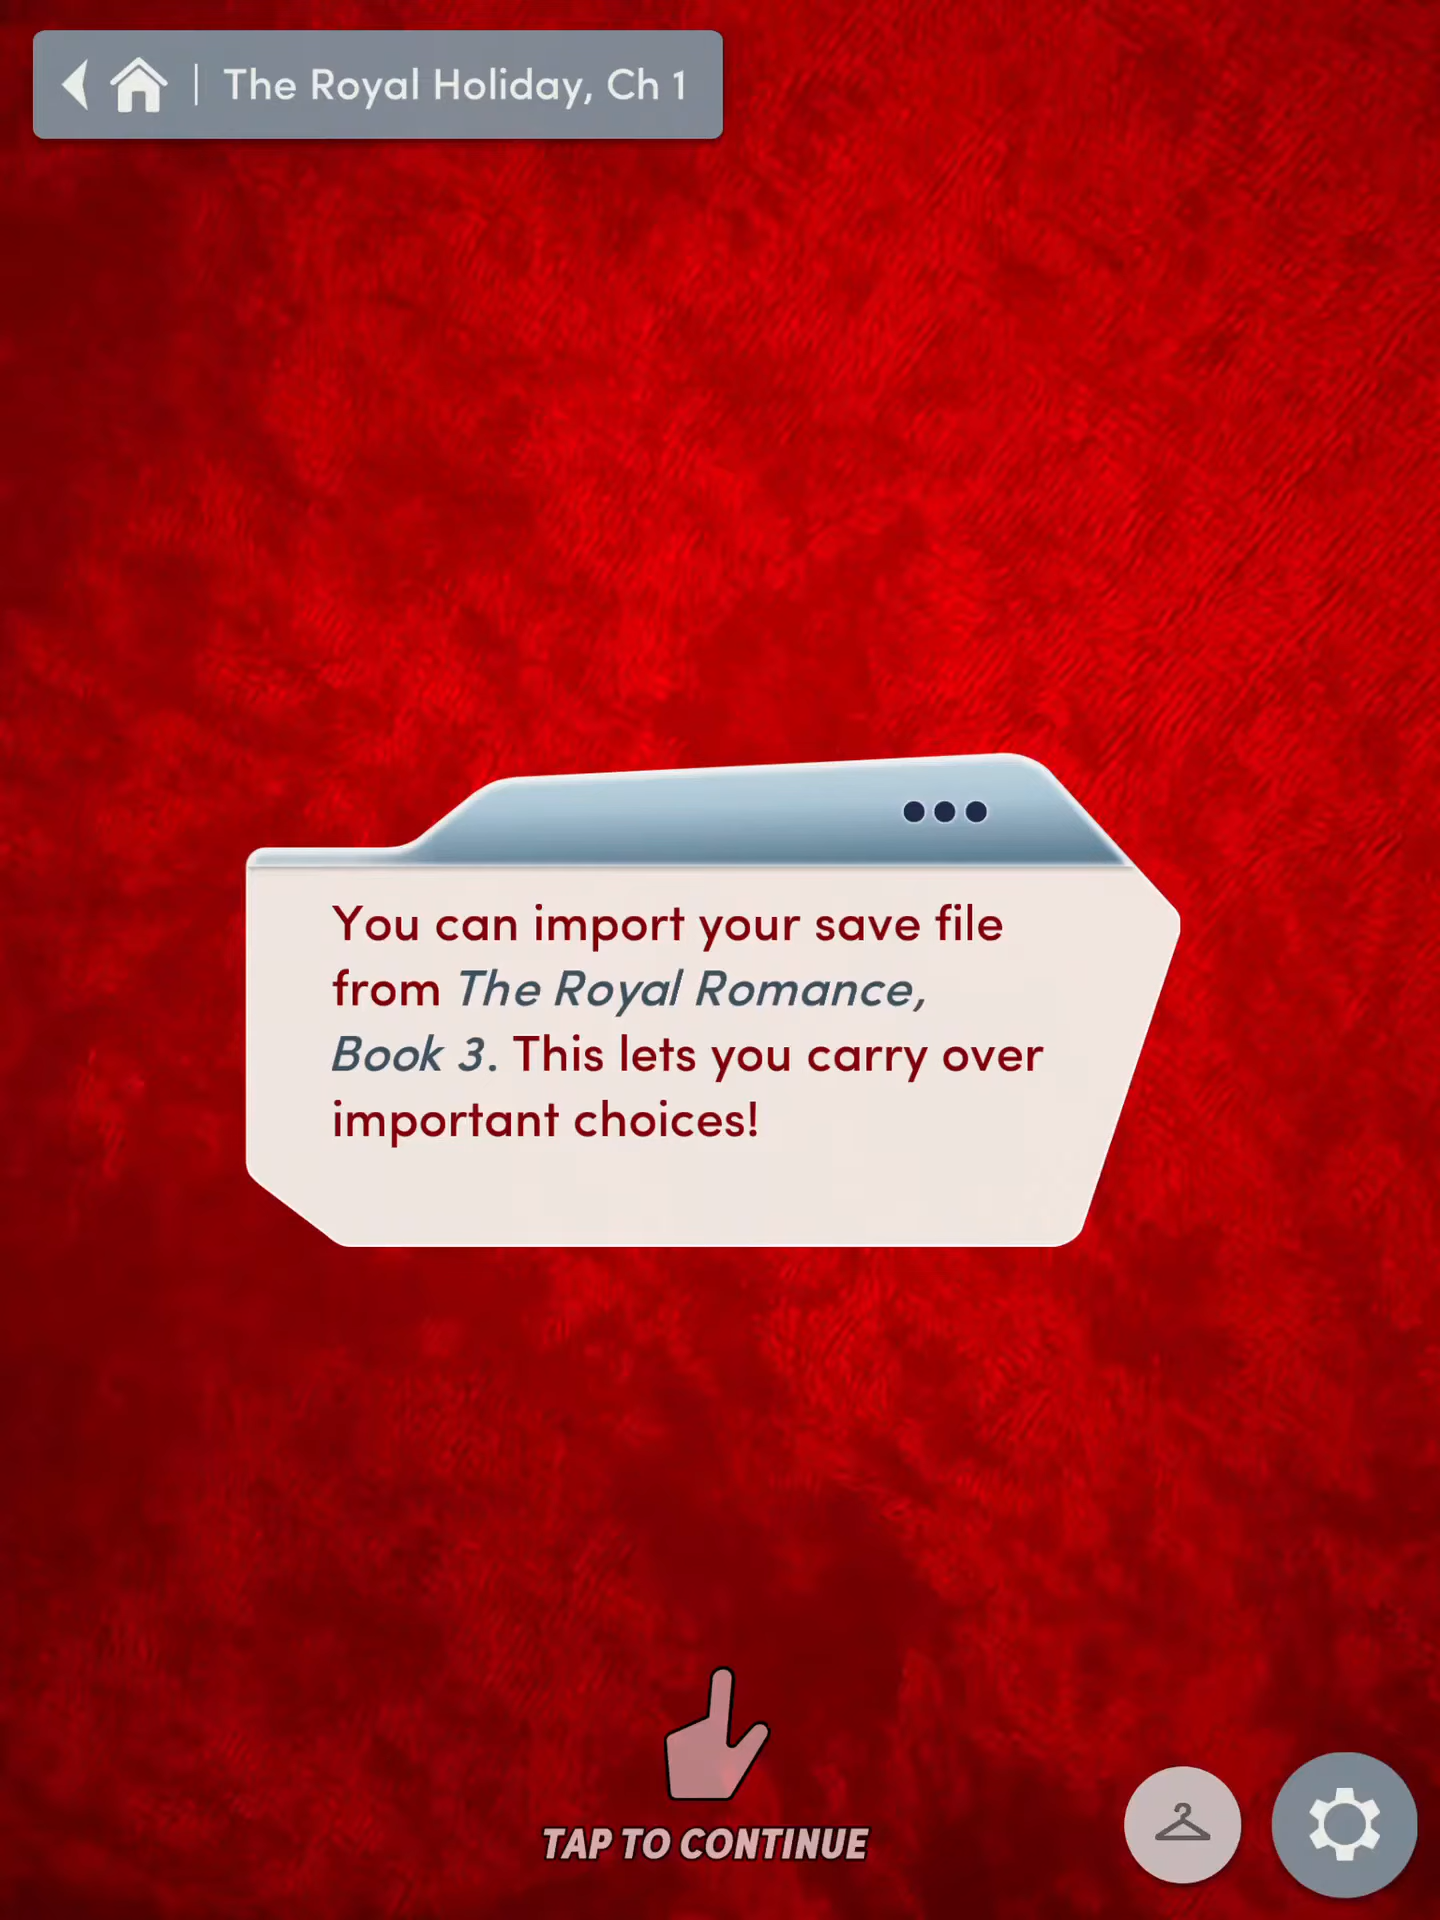 The Royal Holiday, Ch 1
You can import your save file
from The Royal Romance,
Book 3. This lets you carry over
important choices!
TAP TO CONTINUE